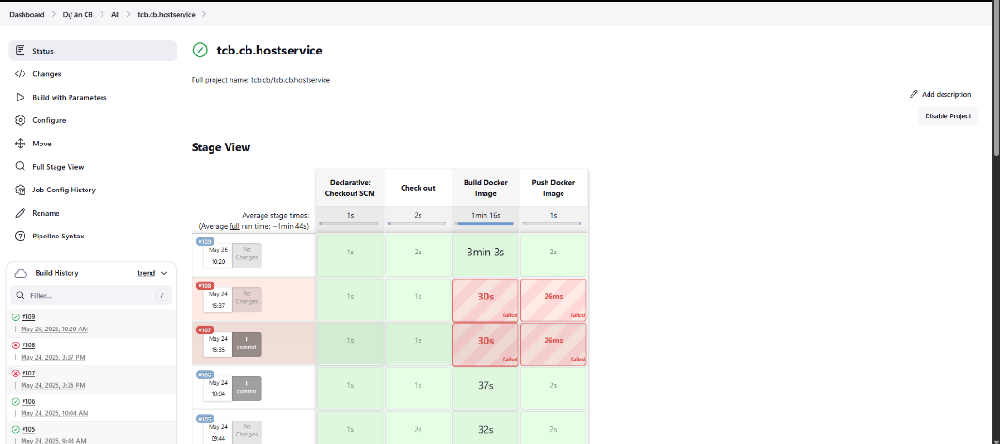 Dashboard > Dự án CB > All > tcb.cb.hostservice >
Status
Changes
Build with Parameters
Configure
Move
Full Stage View
Job Config History
Rename
Pipeline Syntax
Build History trend
Filter... /
#109
May 26, 2025, 10:20 AM
#108
May 24, 2025, 3:37 PM
#107
May 24, 2025, 3:35 PM
#106
May 24, 2025, 10:04 AM
#105
May 24, 2025, 9:44 AM
tcb.cb.hostservice
Full project name: tcb.cb/tcb.cb.hostservice
Add description
Disable Project
Stage View
Declarative: Checkout SCM
Check out
Build Docker Image
Push Docker Image
Average stage times:
(Average full run time: ~1min 44s)
1s 2s 1min 16s 1s
#109
May 26
10:20
No Changes
1s 2s 3min 3s 2s
#108
May 24
15:37
No Changes
1s 1s 30s 26ms
failed failed
#107
May 24
15:35
1 commit
1s 1s 30s 26ms
failed failed
#106
May 24
10:04
1 commit
1s 1s 37s 2s
#105
May 24
09:44
No Changes
1s 2s 32s 2s